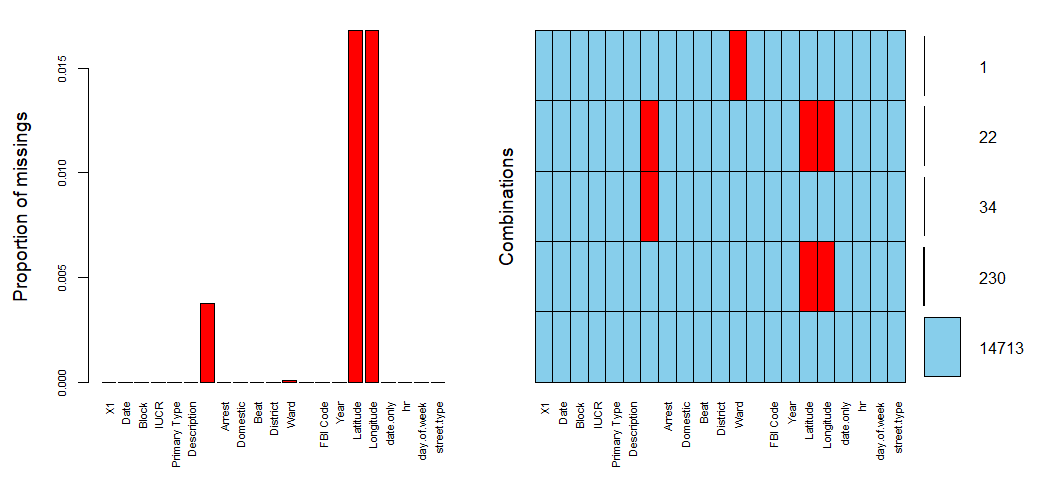 Proportion of missings
0.015
0.010
0.005
0.000
X1
Date
Block
IUCR
Primary Type
Description
Arrest
Domestic
Beat
District
Ward
FBI Code
Year
Latitude
Longitude
date.only
hr
day.of.week
street.type
Combinations
1
22
34
230
14713
X1
Date
Block
IUCR
Primary Type
Description
Arrest
Domestic
Beat
District
Ward
FBI Code
Year
Latitude
Longitude
date.only
hr
day.of.week
street.type